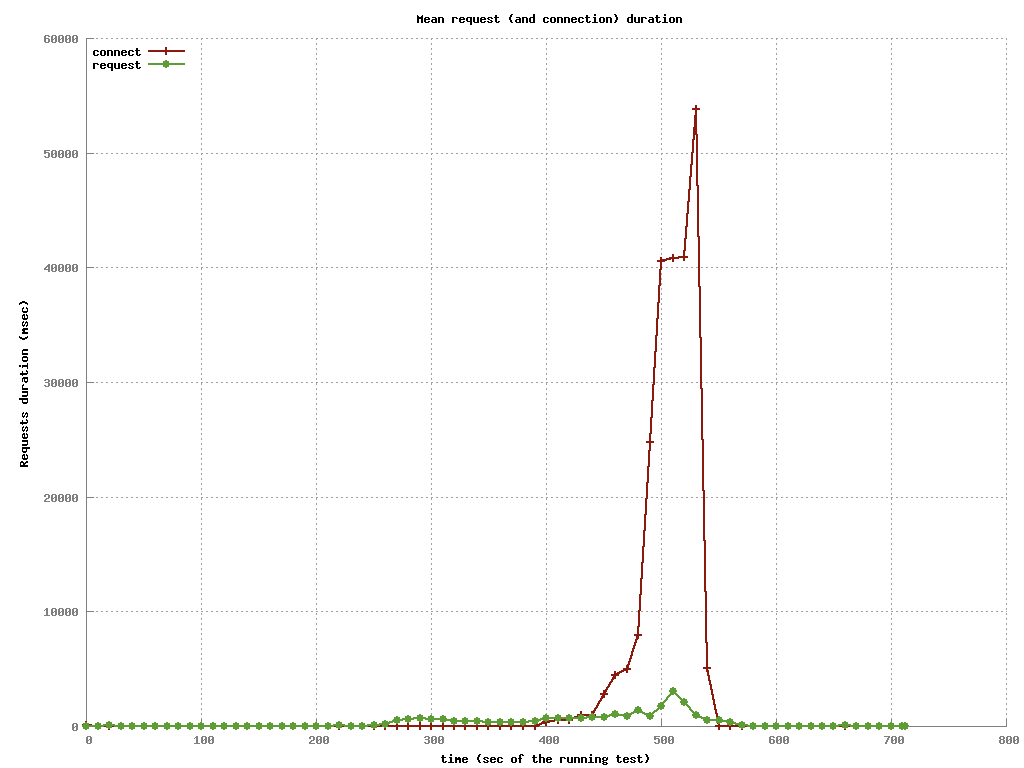 Mean request (and connection) duration
60000
connect
request
50000
40000
30000
20000
10000
0
Requests duration (msec)
0 100 200 300 400 500 600 700 800
time (sec of the running test)